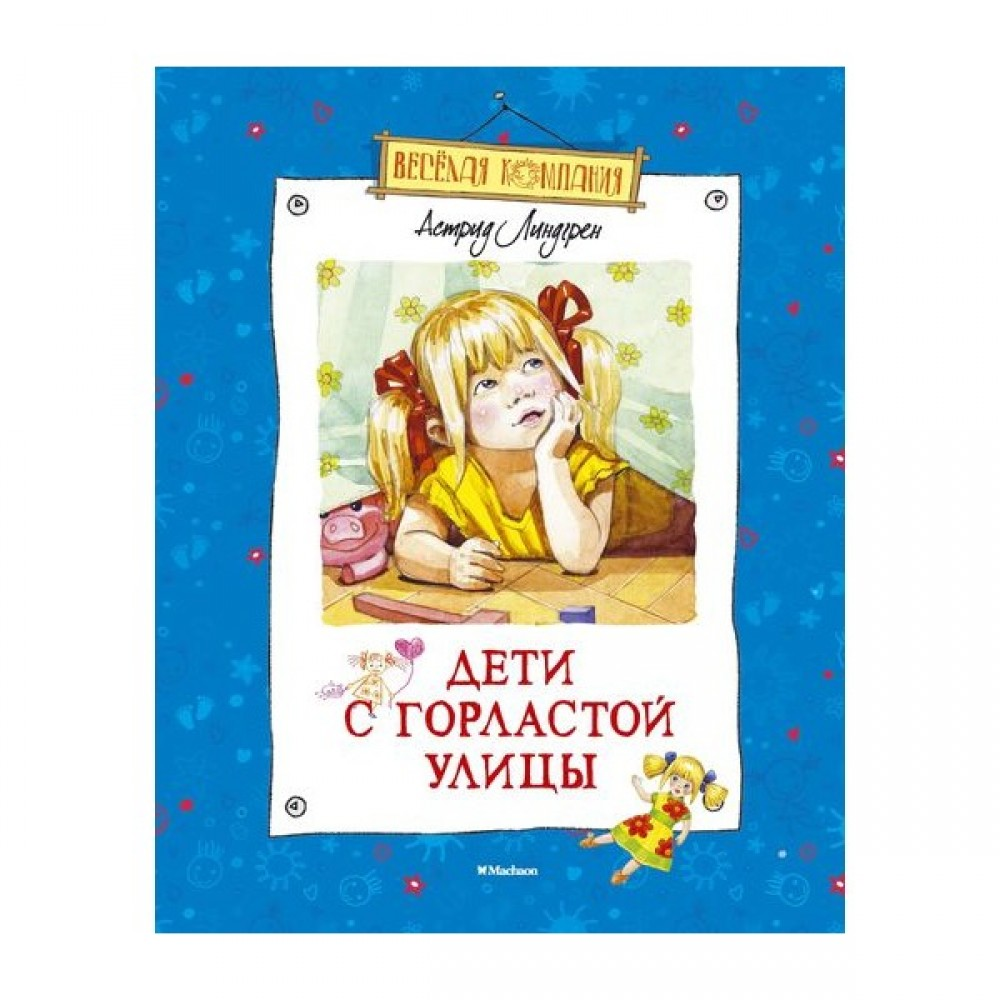 ВЕСЁЛАЯ КОМПАНИЯ
Астрид Линдгрен
ДЕТИ
С ГОРЛАСТОЙ
УЛИЦЫ
Machaon